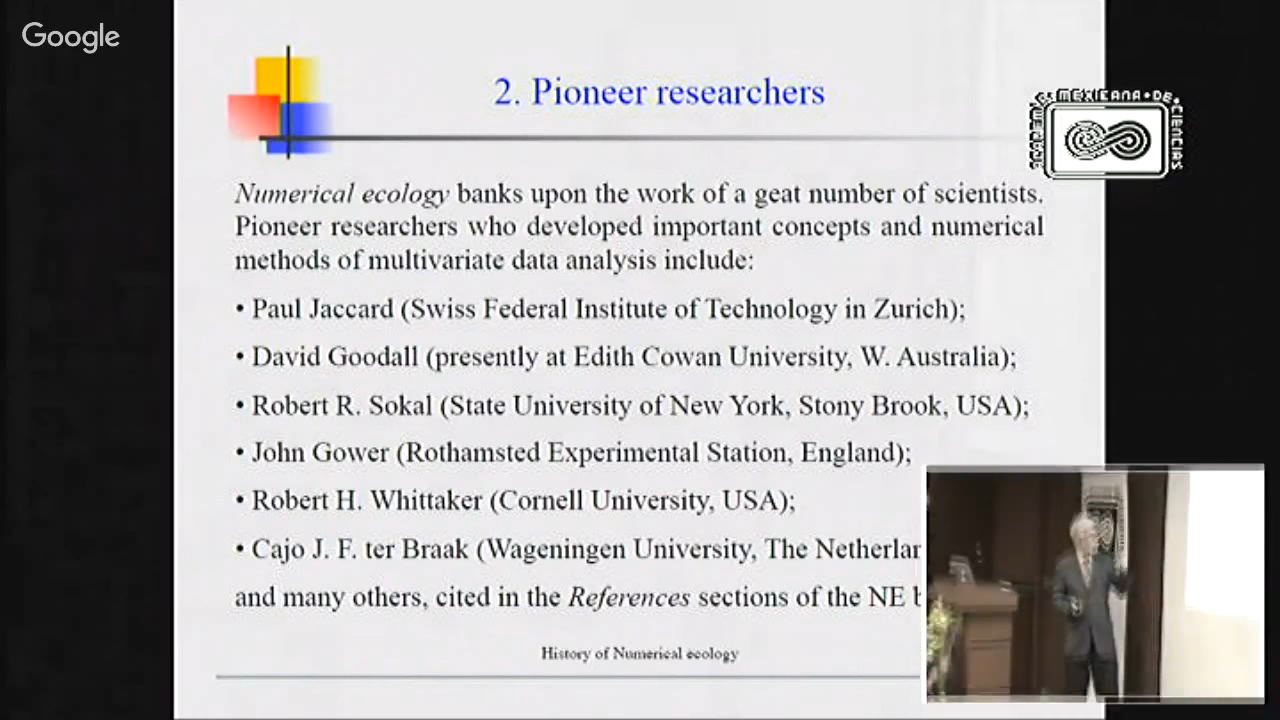 Google
2. Pioneer researchers
ACADEMIA MEXICANA DE CIENCIAS
Numerical ecology banks upon the work of a geat number of scientists.
Pioneer researchers who developed important concepts and numerical
methods of multivariate data analysis include:
• Paul Jaccard (Swiss Federal Institute of Technology in Zurich);
• David Goodall (presently at Edith Cowan University, W. Australia);
• Robert R. Sokal (State University of New York, Stony Brook, USA);
• John Gower (Rothamsted Experimental Station, England);
• Robert H. Whittaker (Cornell University, USA);
• Cajo J. F. ter Braak (Wageningen University, The Netherlan
and many others, cited in the References sections of the NE b
History of Numerical ecology